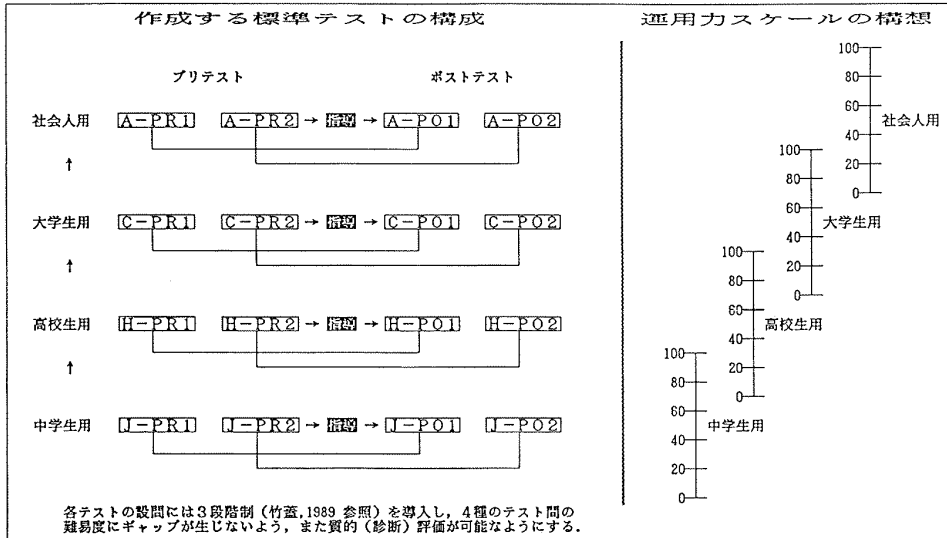 作成する標準テストの構成
プリテスト ポストテスト
社会人用 A-PR1 A-PR2 → 指導 → A-PO1 A-PO2
↑
大学生用 C-PR1 C-PR2 → 指導 → C-PO1 C-PO2
↑
高校生用 H-PR1 H-PR2 → 指導 → H-PO1 H-PO2
↑
中学生用 J-PR1 J-PR2 → 指導 → J-PO1 J-PO2
各テストの設問には3段階制(竹蓋,1989 参照)を導入し,4種のテスト間の
難易度にギャップが生じないよう,また質的(診断)評価が可能なようにする.
運用力スケールの構想
100
80
60
40
20
0
社会人用
100
80
60
40
20
0
大学生用
100
80
60
40
20
0
高校生用
100
80
60
40
20
0
中学生用